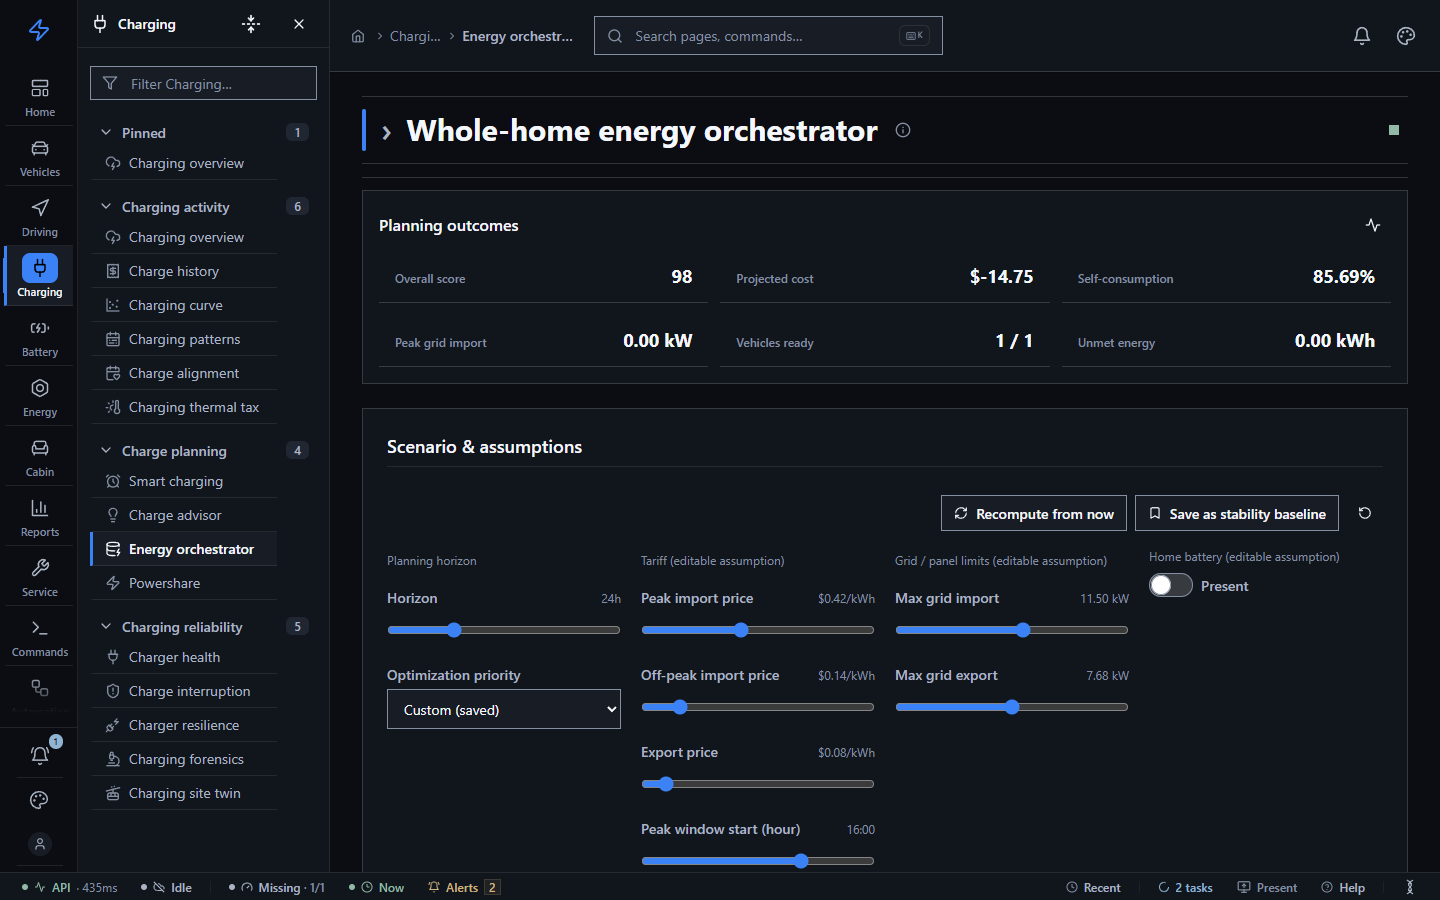 Charging
Chargi...
Energy orchestr...
Search pages, commands...
K
Home
Vehicles
Driving
Charging
Battery
Energy
Cabin
Reports
Service
Commands
1
Filter Charging...
Pinned
1
Charging overview
Charging activity
6
Charging overview
Charge history
Charging curve
Charging patterns
Charge alignment
Charging thermal tax
Charge planning
4
Smart charging
Charge advisor
Energy orchestrator
Powershare
Charging reliability
5
Charger health
Charge interruption
Charger resilience
Charging forensics
Charging site twin
Whole-home energy orchestrator
Planning outcomes
Overall score
98
Projected cost
$-14.75
Self-consumption
85.69%
Peak grid import
0.00 kW
Vehicles ready
1 / 1
Unmet energy
0.00 kWh
Scenario & assumptions
Recompute from now
Save as stability baseline
Planning horizon
Horizon
24h
Optimization priority
Custom (saved)
Tariff (editable assumption)
Peak import price
$0.42/kWh
Off-peak import price
$0.14/kWh
Export price
$0.08/kWh
Peak window start (hour)
16:00
Grid / panel limits (editable assumption)
Max grid import
11.50 kW
Max grid export
7.68 kW
Home battery (editable assumption)
Present
API · 435ms
Idle
Missing · 1/1
Now
Alerts 2
Recent
2 tasks
Present
Help